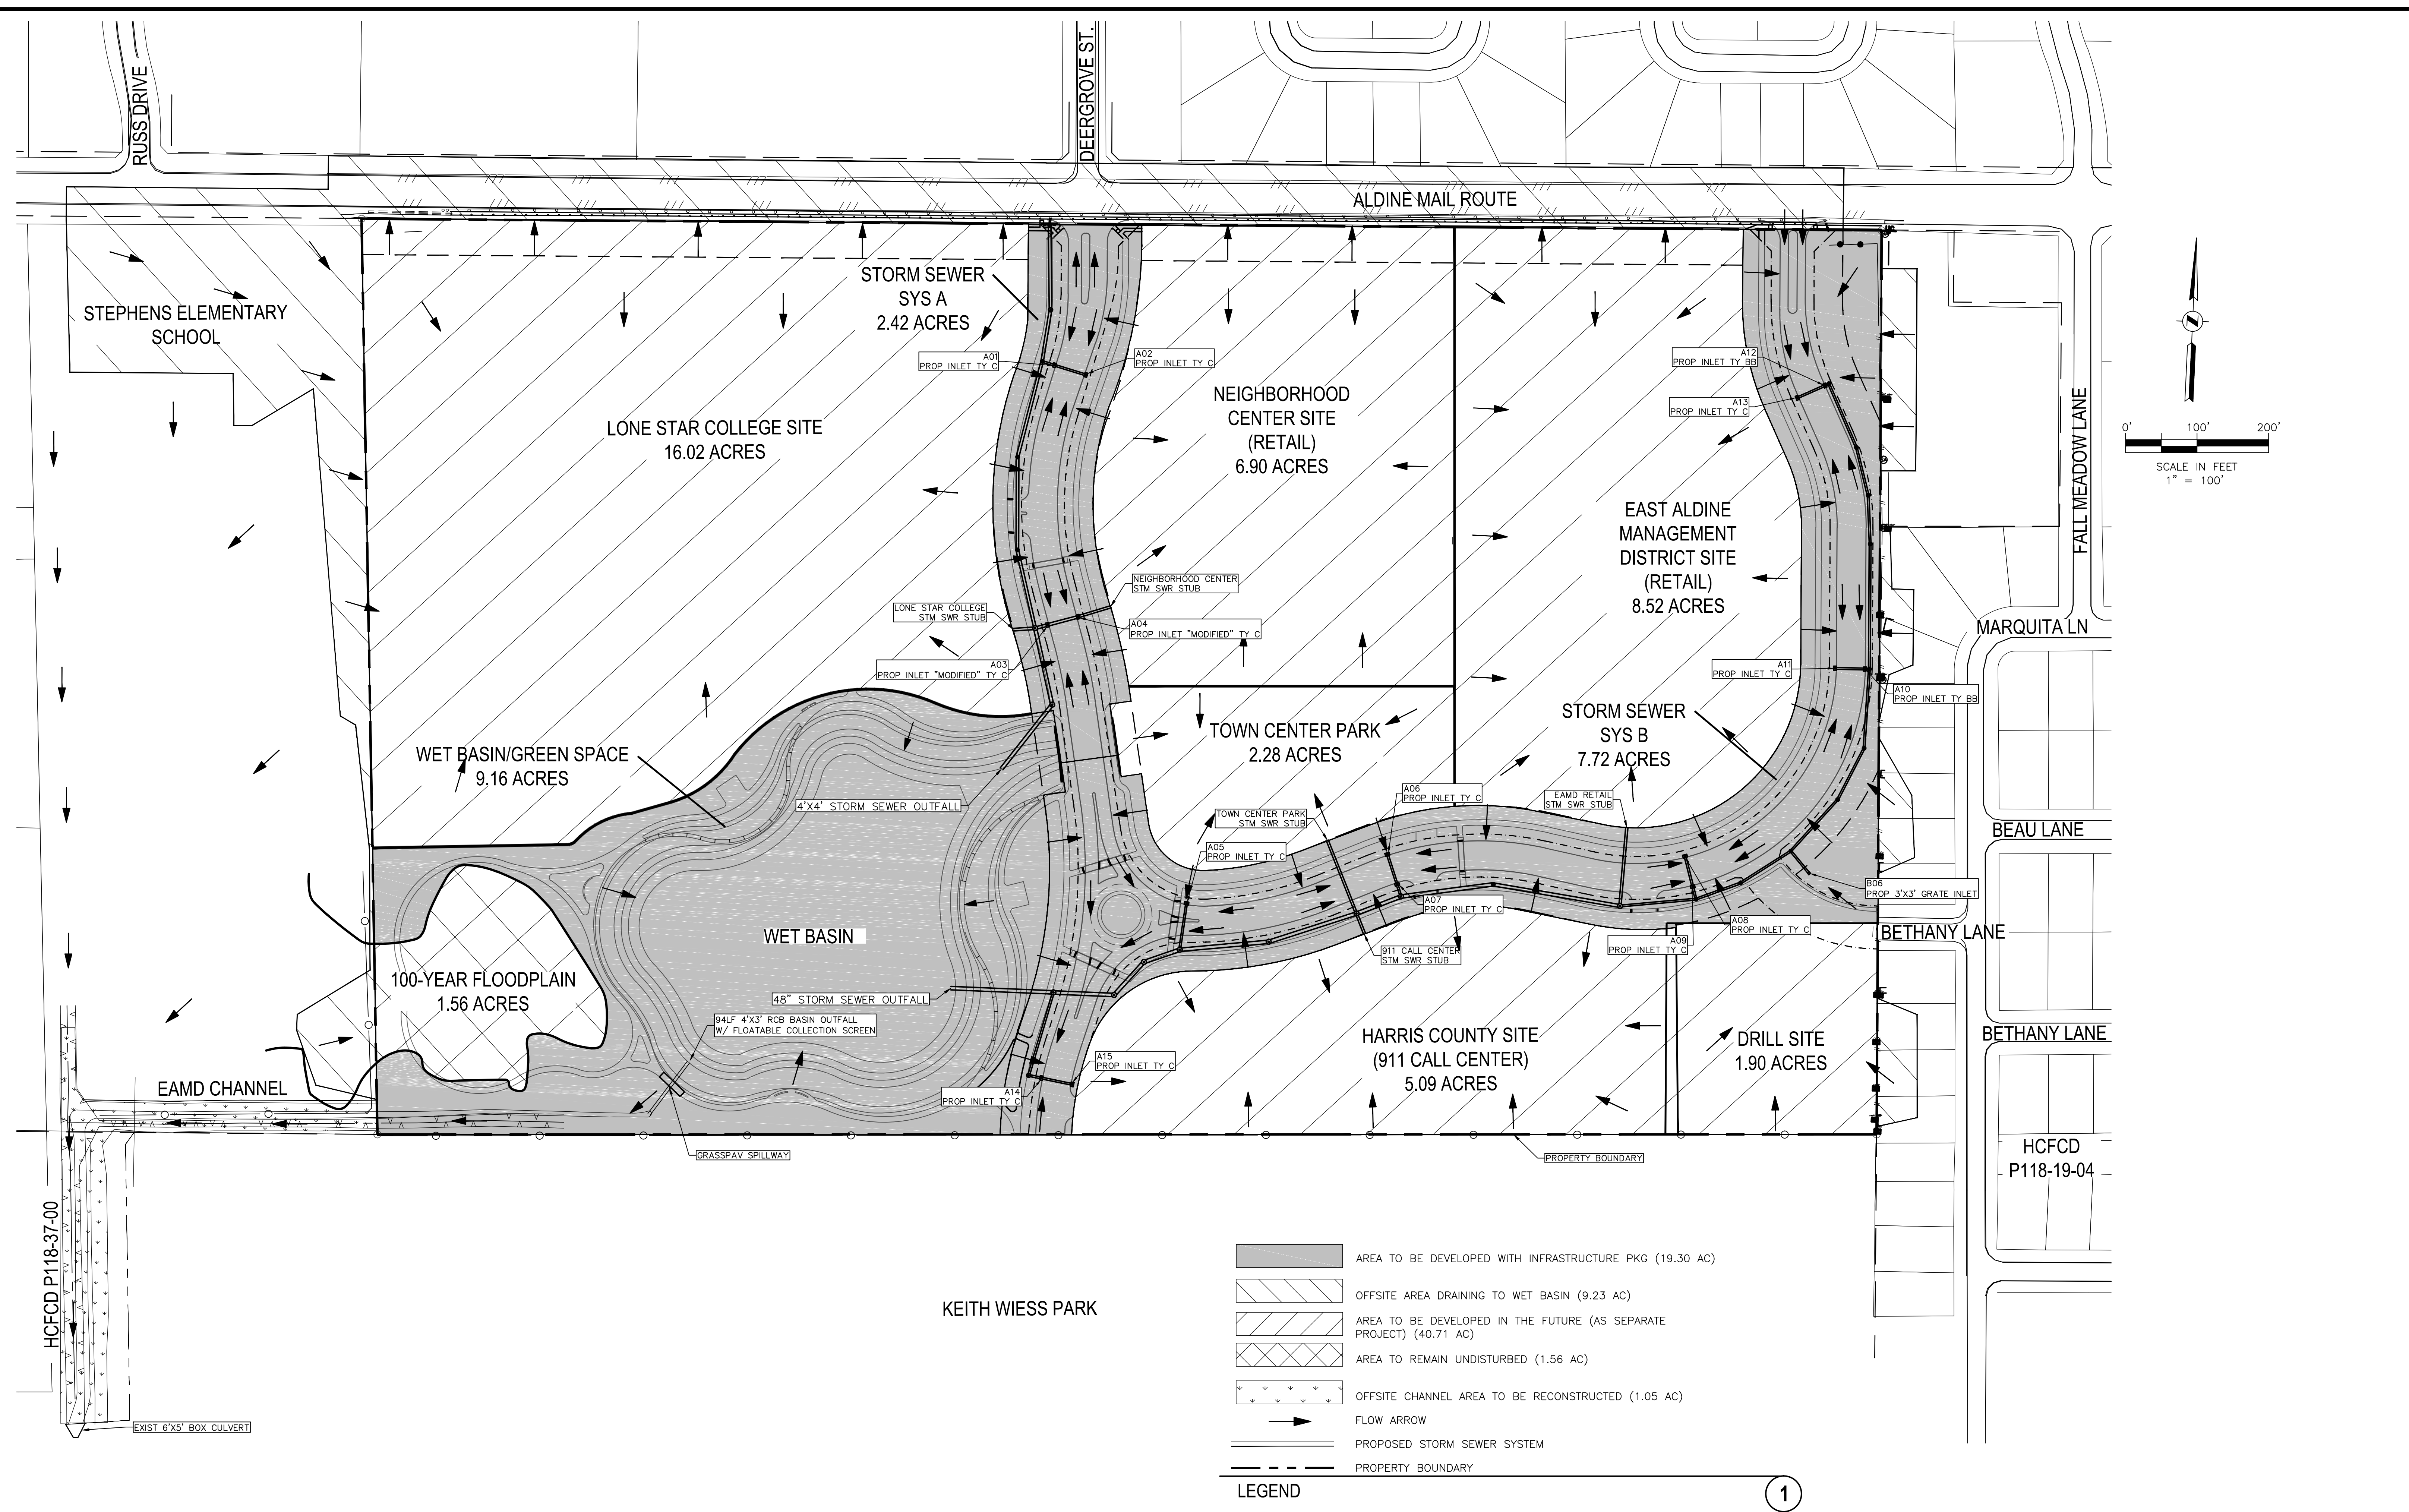 RUSS DRIVE
DEERGROVE ST.
ALDINE MAIL ROUTE
STEPHENS ELEMENTARY
SCHOOL
STORM SEWER
SYS A
2.42 ACRES
A01
PROP INLET TY C
A02
PROP INLET TY C
NEIGHBORHOOD
CENTER SITE
(RETAIL)
6.90 ACRES
A12
PROP INLET TY BB
A13
PROP INLET TY C
FALL MEADOW LANE
0' 100' 200'
SCALE IN FEET
1" = 100'
LONE STAR COLLEGE SITE
16.02 ACRES
EAST ALDINE
MANAGEMENT
DISTRICT SITE
(RETAIL)
8.52 ACRES
NEIGHBORHOOD CENTER
STM SWR STUB
LONE STAR COLLEGE
STM SWR STUB
A04
PROP INLET "MODIFIED" TY C
A03
PROP INLET "MODIFIED" TY C
MARQUITA LN
A11
PROP INLET TY C
A10
PROP INLET TY BB
WET BASIN/GREEN SPACE
9.16 ACRES
TOWN CENTER PARK
2.28 ACRES
STORM SEWER
SYS B
7.72 ACRES
4'X4' STORM SEWER OUTFALL
A06
PROP INLET TY C
EAMD RETAIL
STM SWR STUB
TOWN CENTER PARK
STM SWR STUB
A05
PROP INLET TY C
BEAU LANE
B06
PROP 3'X3' GRATE INLET
A07
PROP INLET TY C
A08
PROP INLET TY C
A09
PROP INLET TY C
911 CALL CENTER
STM SWR STUB
BETHANY LANE
WET BASIN
100-YEAR FLOODPLAIN
1.56 ACRES
48" STORM SEWER OUTFALL
94LF 4'X3' RCB BASIN OUTFALL
W/ FLOATABLE COLLECTION SCREEN
HARRIS COUNTY SITE
(911 CALL CENTER)
5.09 ACRES
DRILL SITE
1.90 ACRES
BETHANY LANE
A15
PROP INLET TY C
A14
PROP INLET TY C
EAMD CHANNEL
GRASSPAV SPILLWAY
PROPERTY BOUNDARY
HCFCD
P118-19-04
HCFCD P118-37-00
KEITH WIESS PARK
EXIST 6'X5' BOX CULVERT
AREA TO BE DEVELOPED WITH INFRASTRUCTURE PKG (19.30 AC)
OFFSITE AREA DRAINING TO WET BASIN (9.23 AC)
AREA TO BE DEVELOPED IN THE FUTURE (AS SEPARATE
PROJECT) (40.71 AC)
AREA TO REMAIN UNDISTURBED (1.56 AC)
OFFSITE CHANNEL AREA TO BE RECONSTRUCTED (1.05 AC)
FLOW ARROW
PROPOSED STORM SEWER SYSTEM
PROPERTY BOUNDARY
LEGEND
1